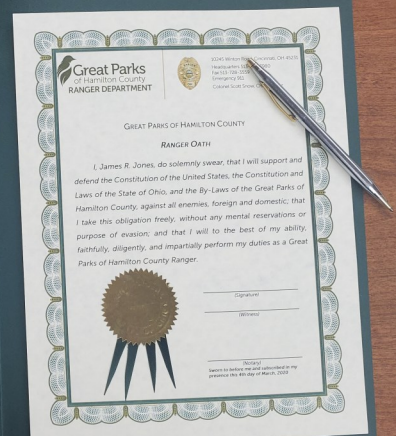 Great Parks
of Hamilton County
RANGER DEPARTMENT
Cincinnati, OH
Headquarters
Emergency 911
Colonel Scott
GREAT PARKS OF HAMILTON COUNTY
RANGER OATH
I, James R. Jones, do solemnly swear, that I will support and
defend the Constitution of the United States, the Constitution and
Laws of the State of Ohio, and the By-Laws of the Great Parks of
Hamilton County, against all enemies, foreign and domestic; that
I take this obligation freely, without any mental reservations or
purpose of evasion; and that I will to the best of my ability,
faithfully, diligently, and impartially perform my duties as a Great
Parks of Hamilton County Ranger.
(Signature)
(Witness)
(Notary)
Sworn to before me and subscribed in my
presence this 4th day of March, 2020